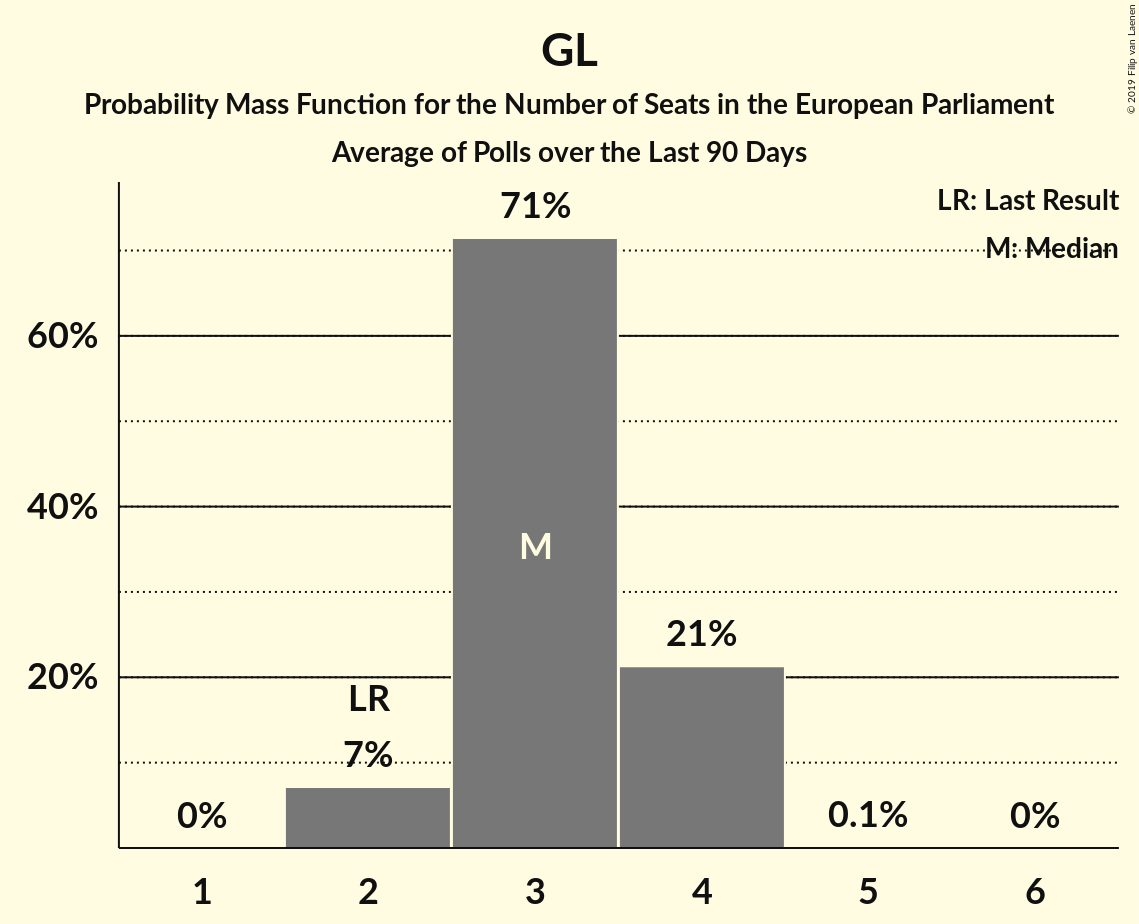 GL
Probability Mass Function for the Number of Seats in the European Parliament
Average of Polls over the Last 90 Days
© 2019 Filip van Laenen
LR: Last Result
M: Median
71%
60%
40%
M
21%
20%
LR
7%
0%
0.1%
0%
1 2 3 4 5 6